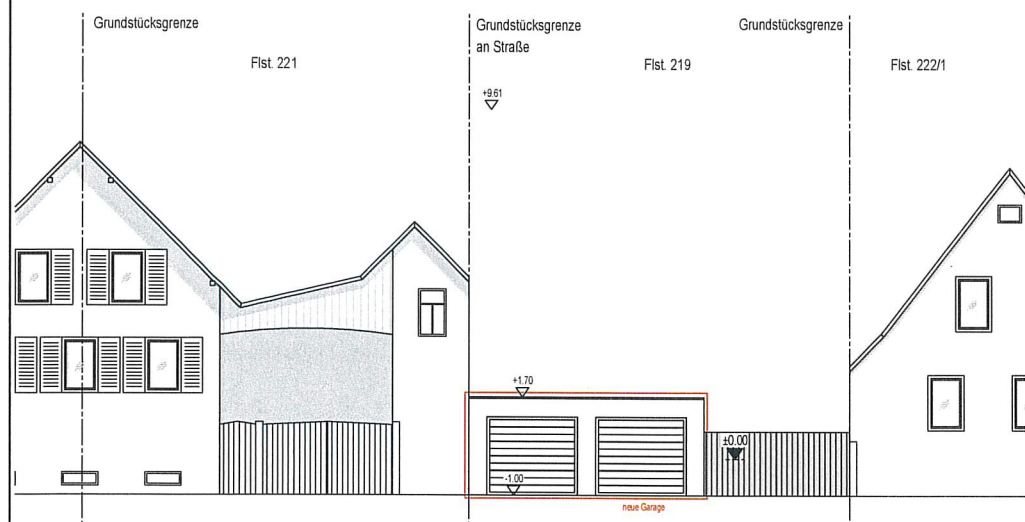 Grundstücksgrenze
Flst. 221
Grundstücksgrenze
an Straße
Flst. 219
Grundstücksgrenze
Flst. 222/1
+9.61
+1.70
±0.00
-1.00
neue Garage